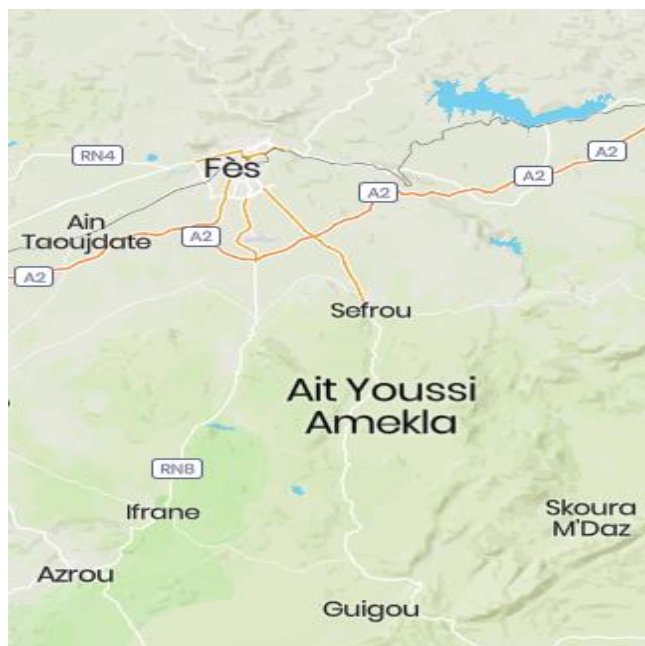 RN4
Fès
A2
A2
A2
Ain
Taoujdate
A2
A2
Sefrou
Ait Youssi
Amekla
RN8
Ifrane
Skoura
M'Daz
Azrou
Guigou